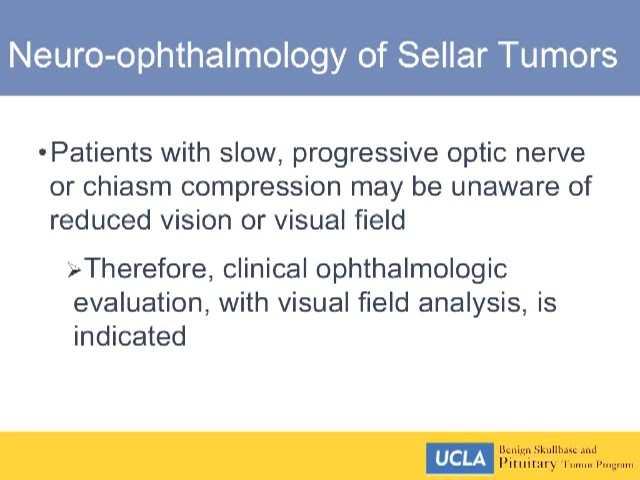 Neuro-ophthalmology of Sellar Tumors
•Patients with slow, progressive optic nerve
or chiasm compression may be unaware of
reduced vision or visual field
➢Therefore, clinical ophthalmologic
evaluation, with visual field analysis, is
indicated
UCLA
Benign Skullbase and
Pituitary Tumor Program